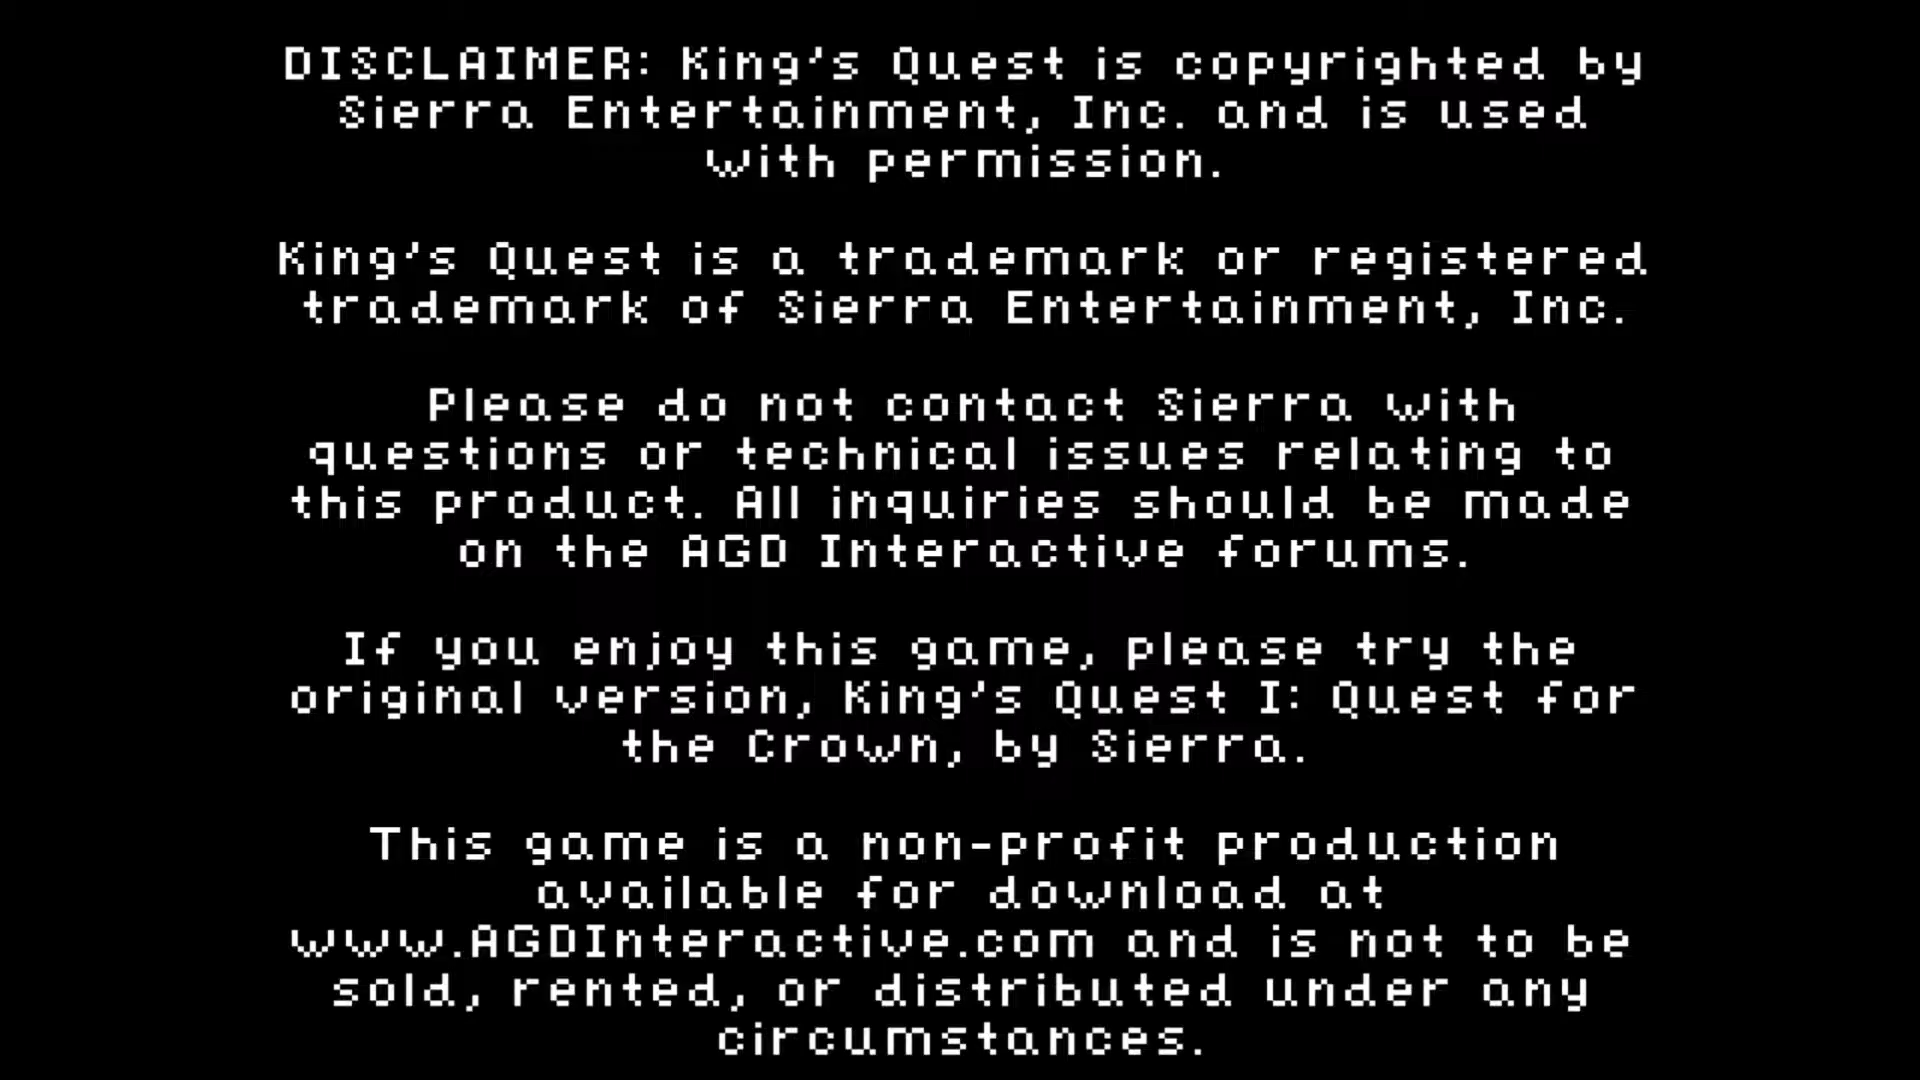 DISCLAIMER: King's Quest is copyrighted by
Sierra Entertainment, Inc. and is used
with permission.
King's Quest is a trademark or registered
trademark of Sierra Entertainment, Inc.
Please do not contact Sierra with
questions or technical issues relating to
this product. All inquiries should be made
on the AGD Interactive forums.
If you enjoy this game, please try the
original version, King's Quest I: Quest for
the Crown, by Sierra.
This game is a non-profit production
available for download at
www.AGDInteractive.com and is not to be
sold, rented, or distributed under any
circumstances.